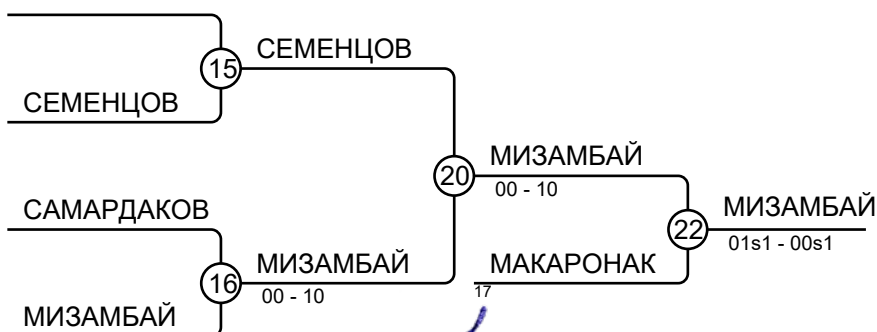 СЕМЕНЦОВ
15
СЕМЕНЦОВ
МИЗАМБАЙ
20
00 - 10
САМАРДАКОВ
МИЗАМБАЙ
22
01s1 - 00s1
МИЗАМБАЙ
16
00 - 10
МАКАРОНАК
17
МИЗАМБАЙ